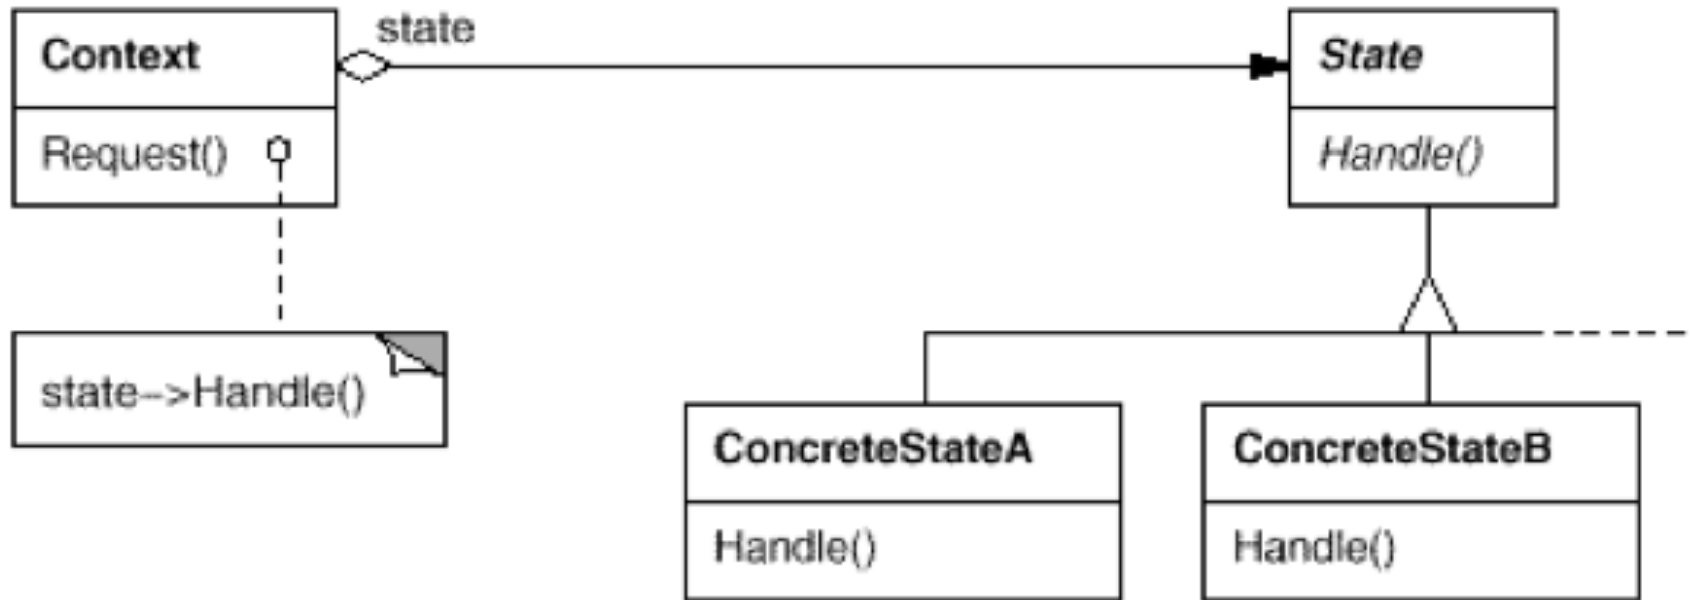 state
Context
State
Request()
Handle()
state–>Handle()
ConcreteStateA
ConcreteStateB
Handle()
Handle()